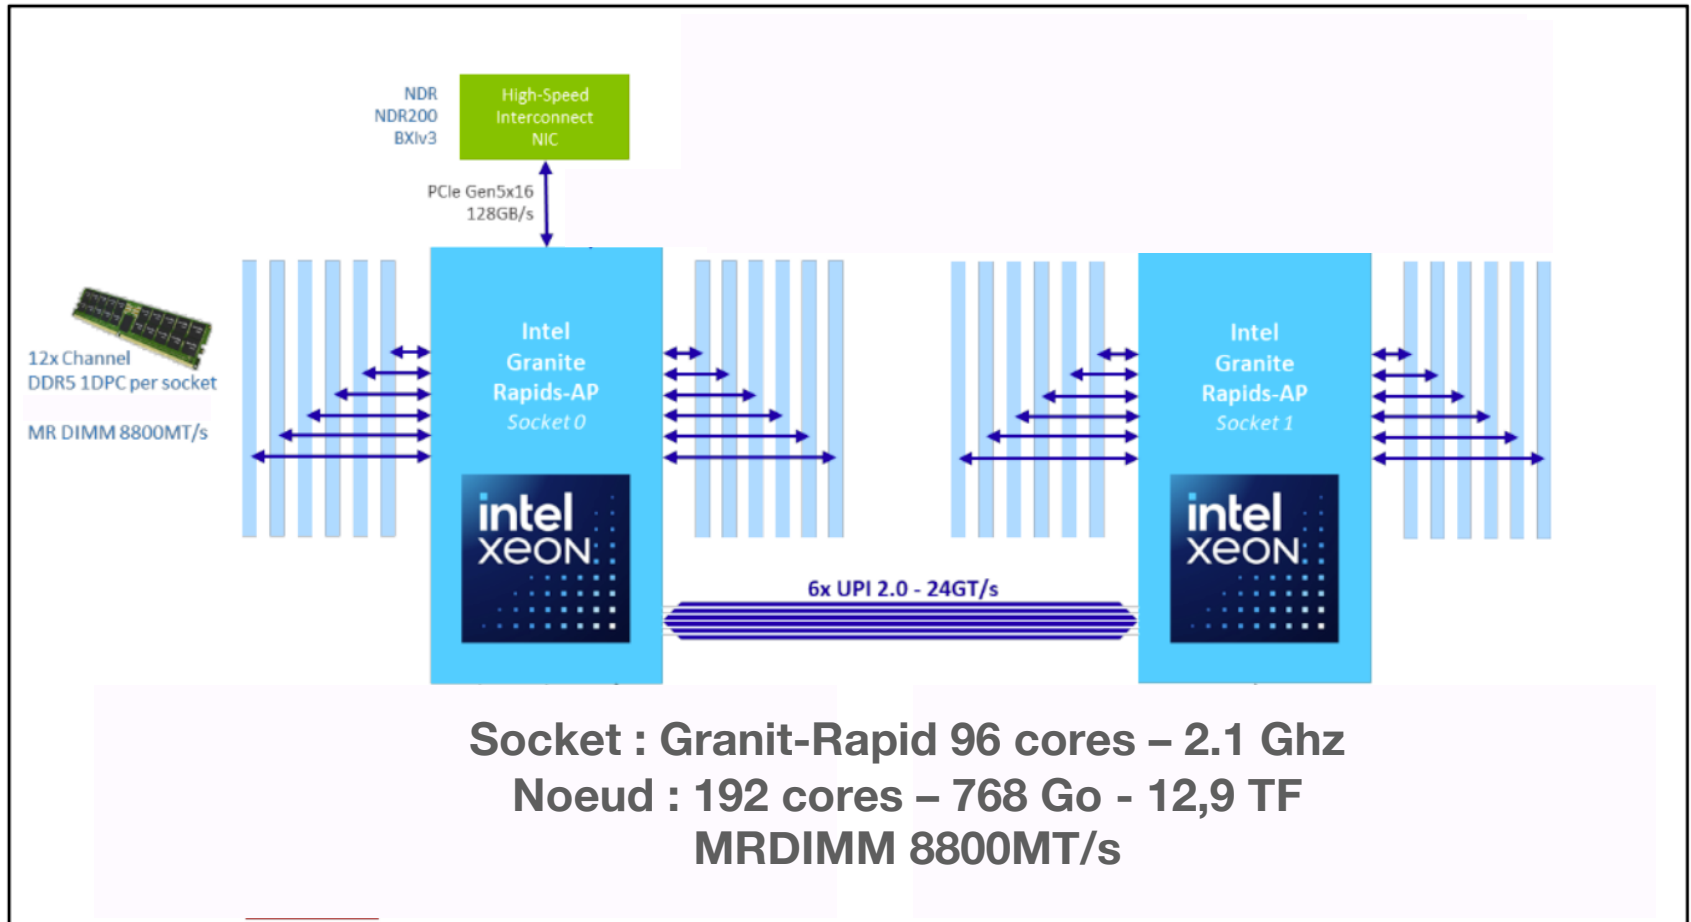 NDR
NDR200
BXIv3
High-Speed
Interconnect
NIC
PCIe Gen5x16
128GB/s
12x Channel
DDR5 1DPC per socket
MR DIMM 8800MT/s
Intel
Granite
Rapids-AP
Socket 0
intel
xeon
Intel
Granite
Rapids-AP
Socket 1
intel
xeon
6x UPI 2.0 - 24GT/s
Socket : Granit-Rapid 96 cores – 2.1 Ghz
Noeud : 192 cores – 768 Go - 12,9 TF
MRDIMM 8800MT/s